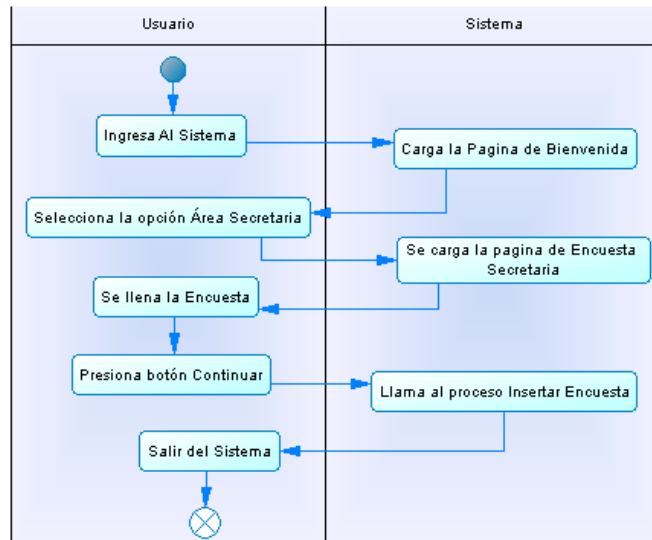 Usuario
Sistema
Ingresa Al Sistema
Carga la Pagina de Bienvenida
Selecciona la opción Área Secretaria
Se carga la pagina de Encuesta
Secretaria
Se llena la Encuesta
Presiona botón Continuar
Llama al proceso Insertar Encuesta
Salir del Sistema